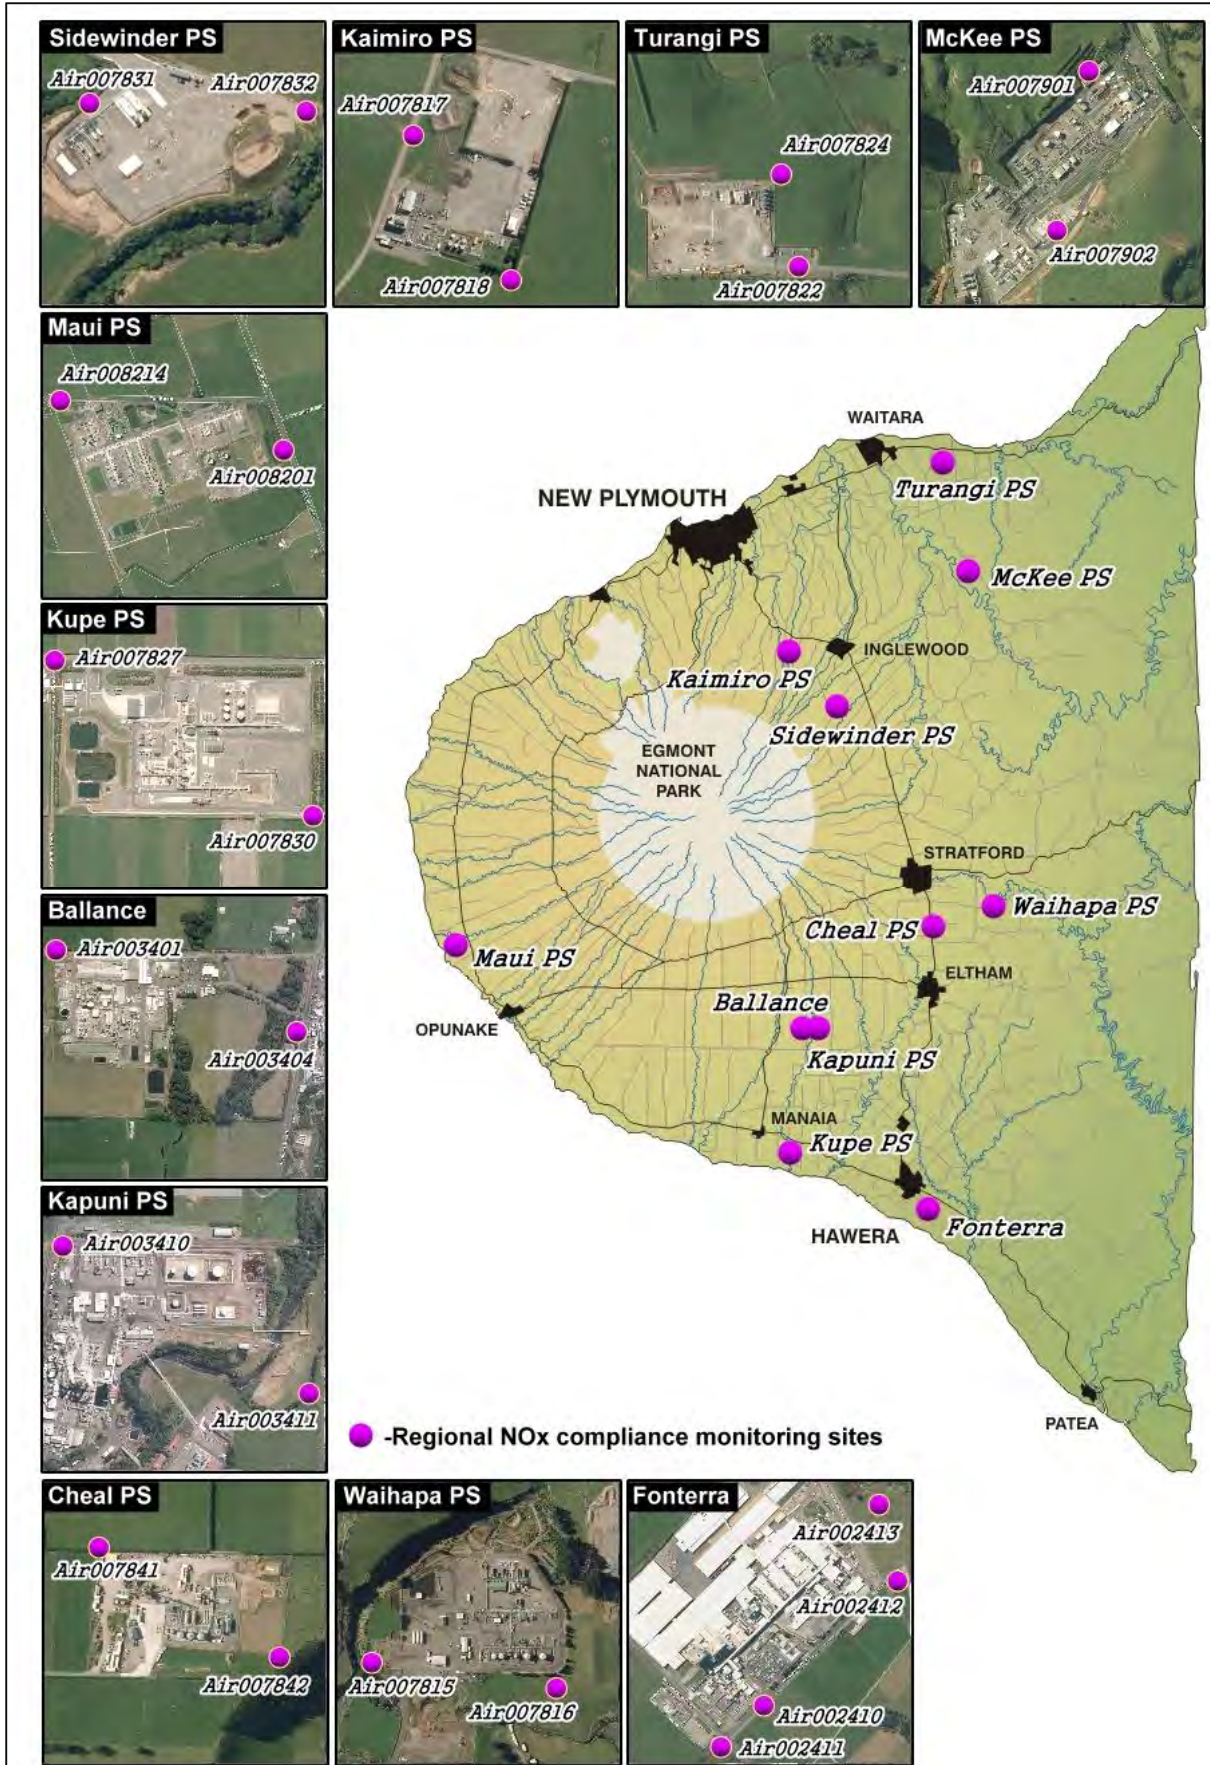 Sidewinder PS
Air007831
Air007832
Kaimiro PS
Air007817
Air007818
Turangi PS
Air007824
Air007822
McKee PS
Air007901
Air007902
Maui PS
Air008214
Air008201
Kupe PS
Air007827
Air007830
Ballance
Air003401
Air003404
Kapuni PS
Air003410
Air003411
WAITARA
Turangi PS
NEW PLYMOUTH
McKee PS
INGLEWOOD
Kaimiro PS
Sidewinder PS
EGMONT
NATIONAL
PARK
STRATFORD
Waihapa PS
Cheal PS
Maui PS
ELTHAM
Ballance
OPUNAKE
Kapuni PS
MANAIA
Kupe PS
Fonterra
HAWERA
PATEA
-Regional NOx compliance monitoring sites
Cheal PS
Air007841
Air007842
Waihapa PS
Air007815
Air007816
Fonterra
Air002413
Air002412
Air002410
Air002411